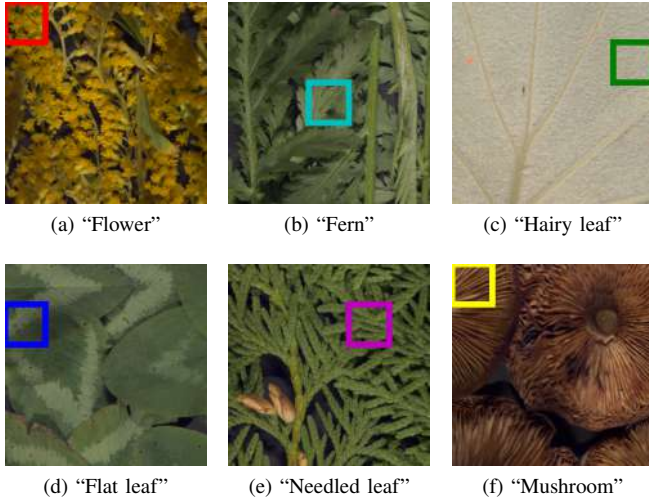 (a) “Flower”
(b) “Fern”
(c) “Hairy leaf”
(d) “Flat leaf”
(e) “Needled leaf”
(f) “Mushroom”